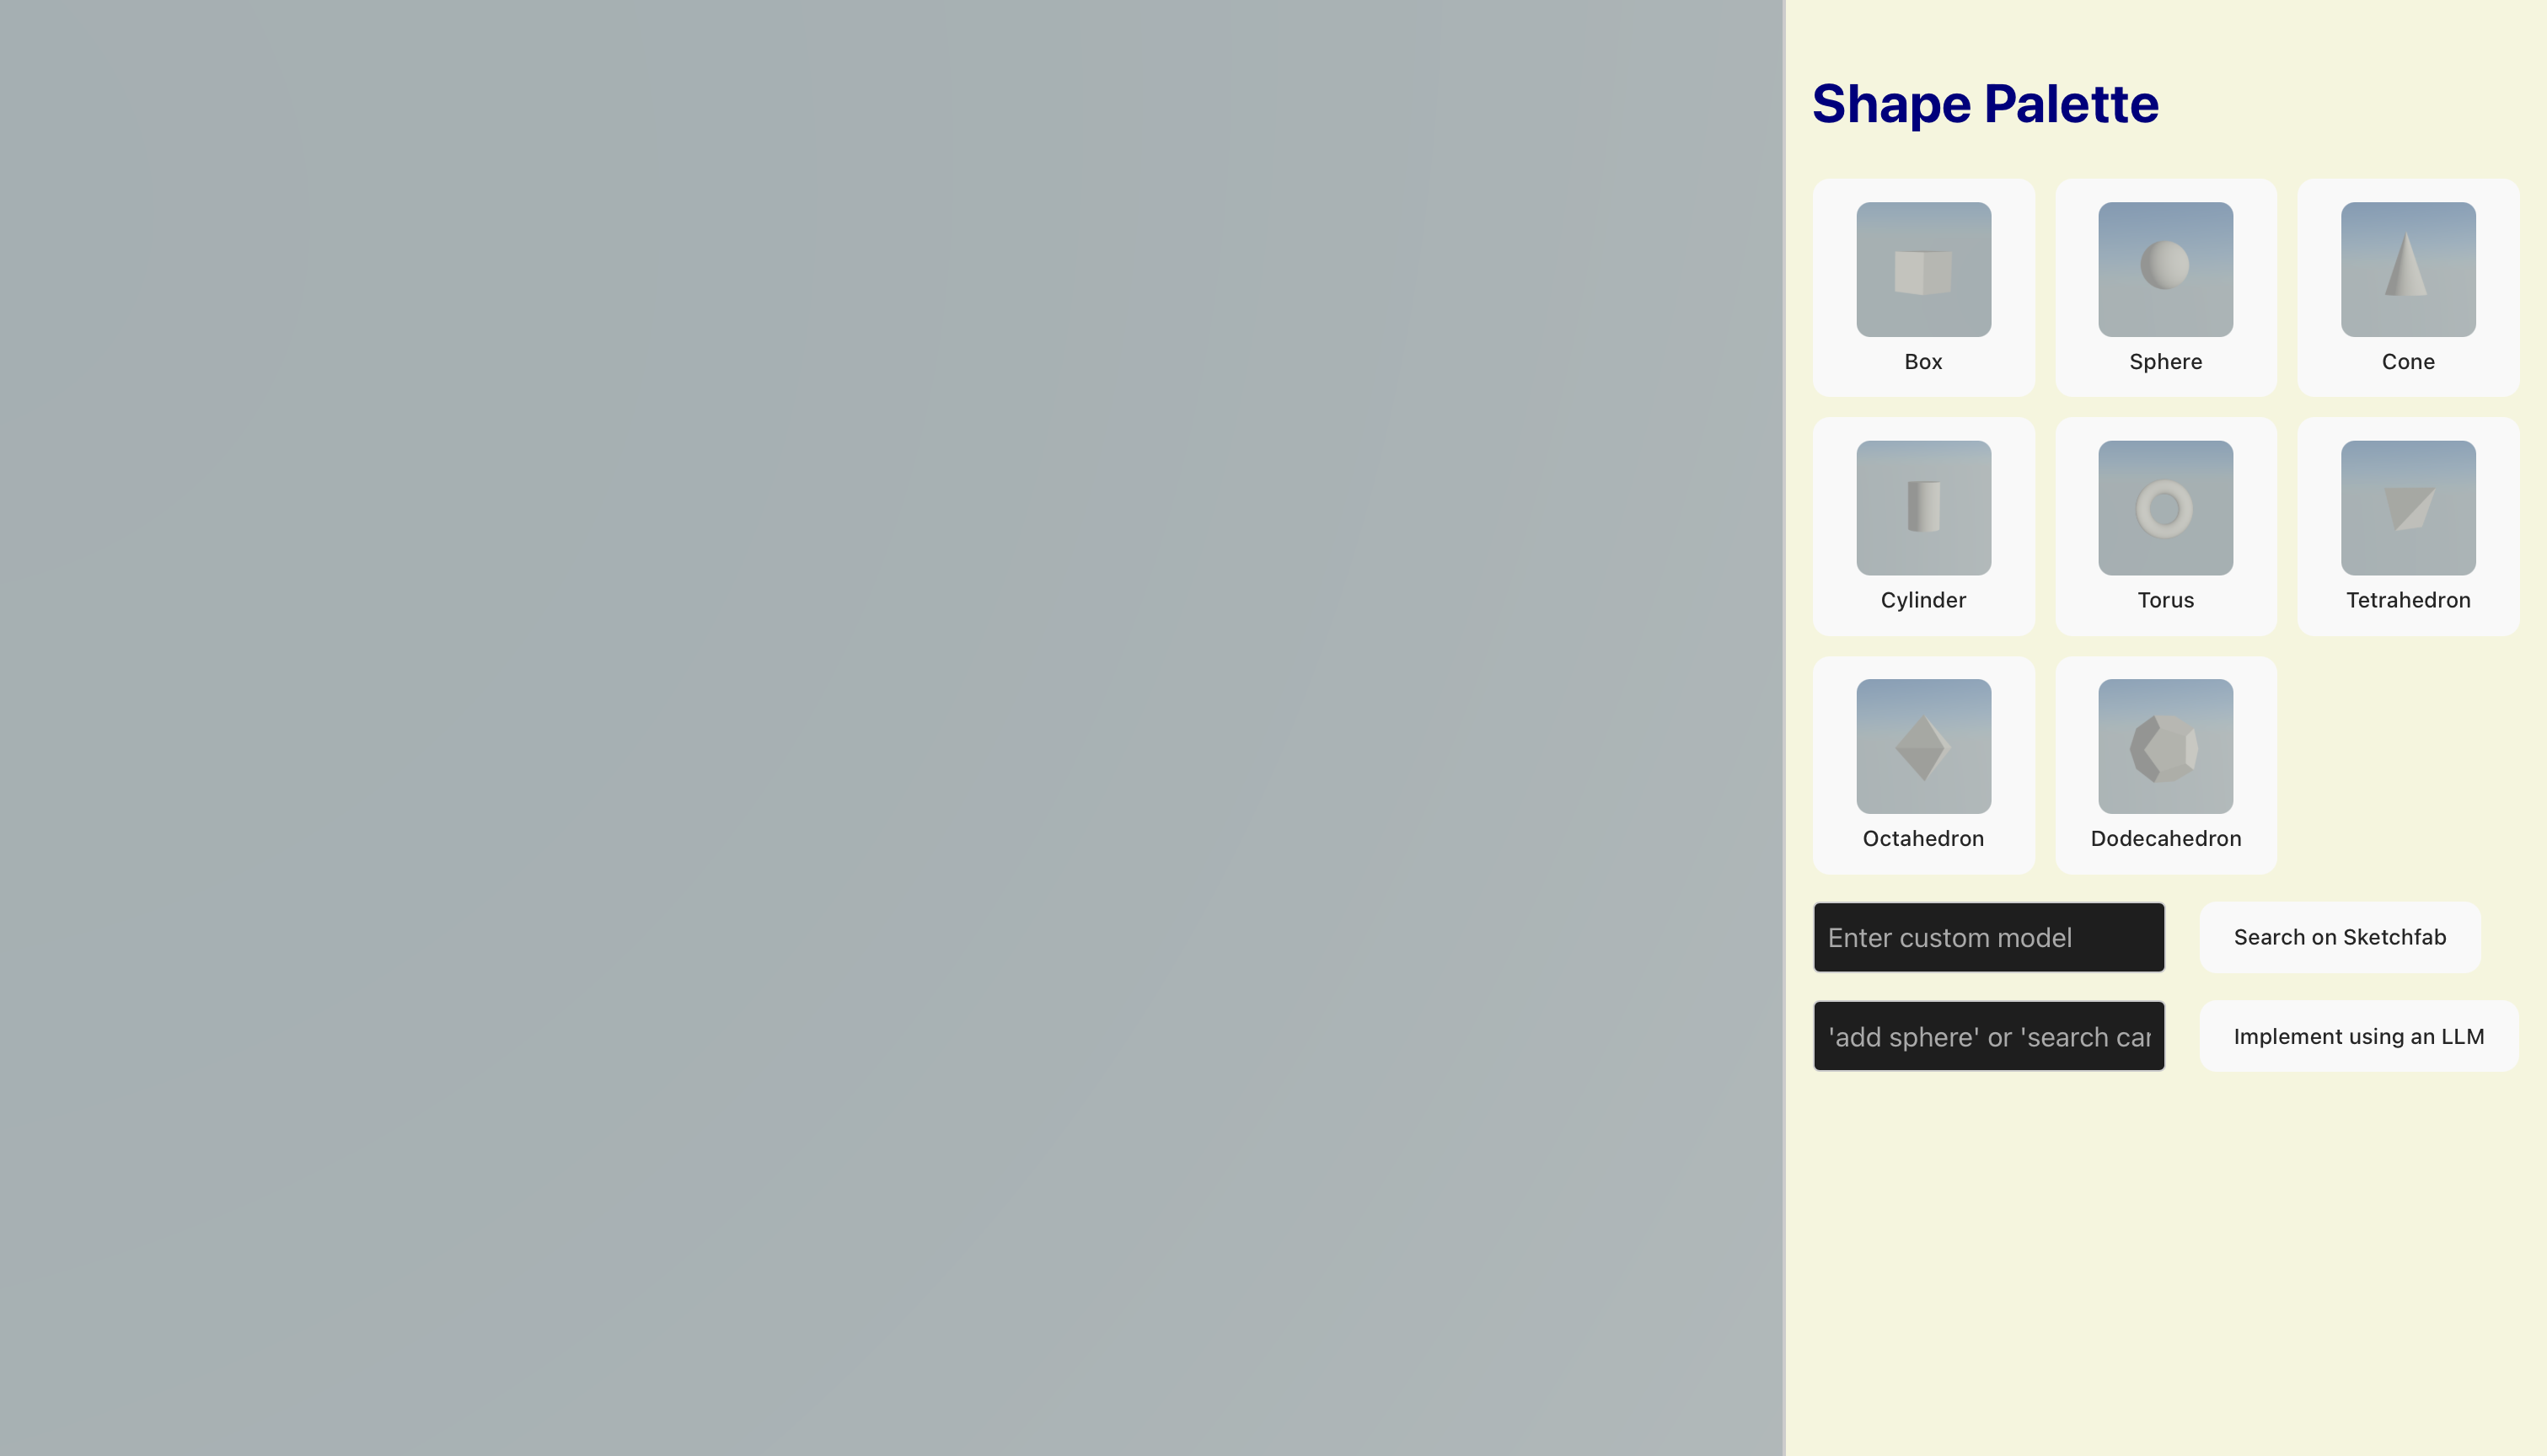 Shape Palette
Box
Sphere
Cone
Cylinder
Torus
Tetrahedron
Octahedron
Dodecahedron
Enter custom model
Search on Sketchfab
'add sphere' or 'search car
Implement using an LLM